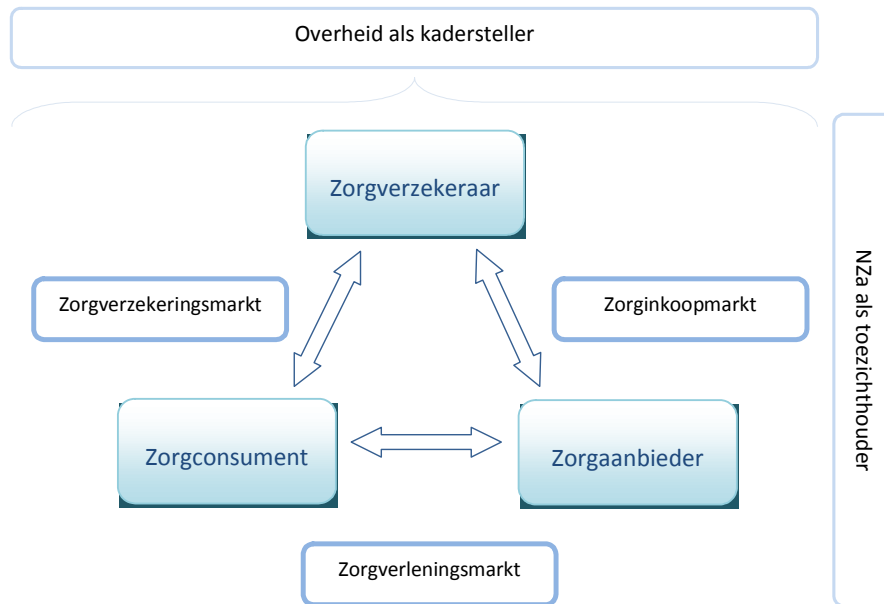 Overheid als kadersteller
Zorgverzekeraar
Zorgverzekeringsmarkt
Zorginkoopmarkt
NZa als toezichthouder
Zorgconsument
Zorgaanbieder
Zorgverleningsmarkt